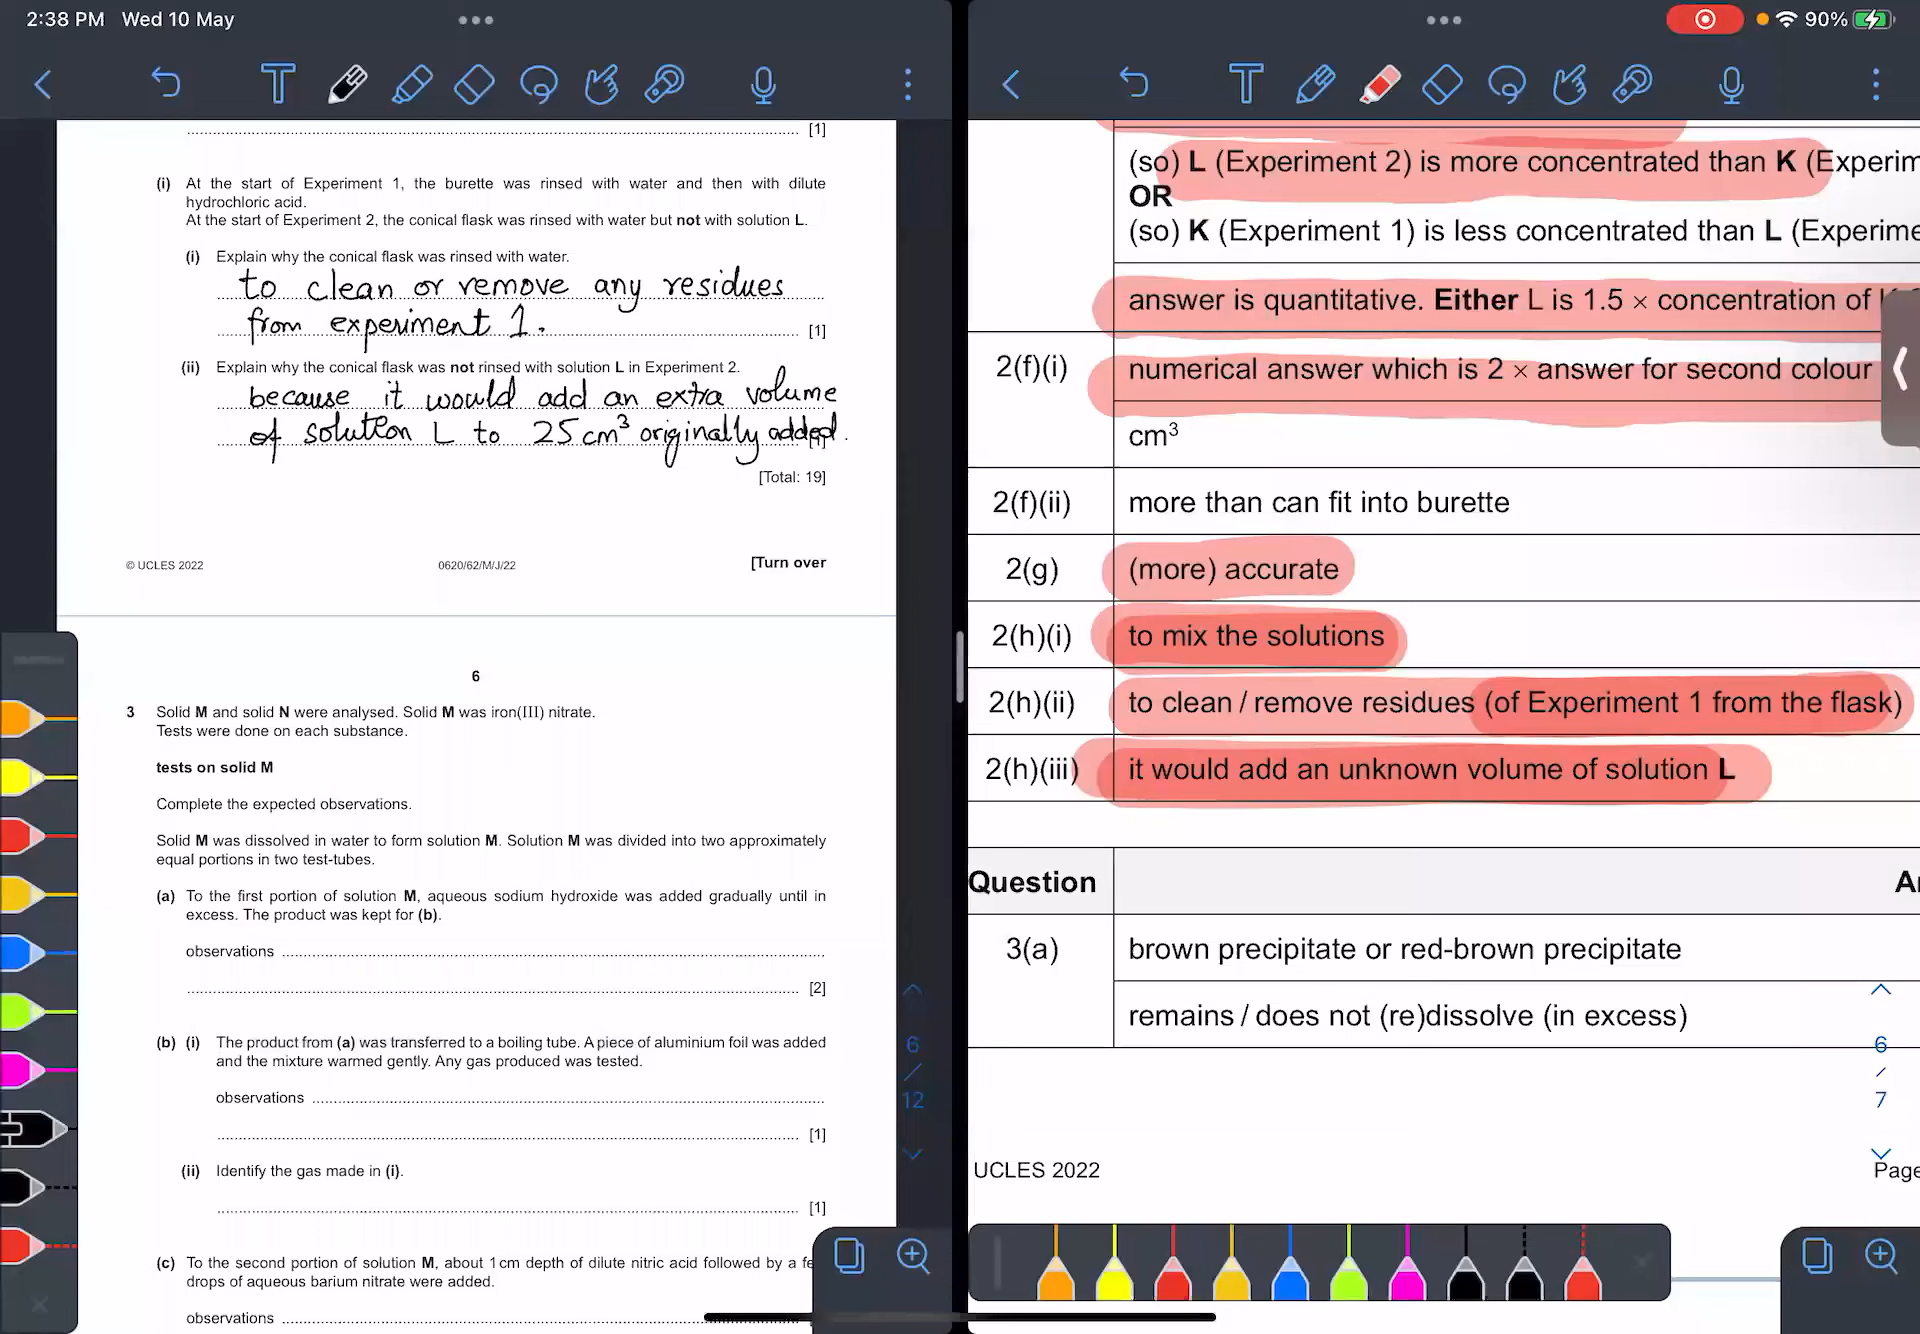 2:38 PM Wed 10 May
90%
[1]
(i) At the start of Experiment 1, the burette was rinsed with water and then with dilute
hydrochloric acid.
At the start of Experiment 2, the conical flask was rinsed with water but not with solution L.
(i) Explain why the conical flask was rinsed with water.
to clean or remove any residues
from experiment 1.
[1]
(ii) Explain why the conical flask was not rinsed with solution L in Experiment 2.
because it would add an extra volume
of solution L to 25 cm³ originally added.
[1]
[Total: 19]
© UCLES 2022 0620/62/M/J/22 [Turn over
6
3 Solid M and solid N were analysed. Solid M was iron(III) nitrate.
Tests were done on each substance.
tests on solid M
Complete the expected observations.
Solid M was dissolved in water to form solution M. Solution M was divided into two approximately
equal portions in two test-tubes.
(a) To the first portion of solution M, aqueous sodium hydroxide was added gradually until in
excess. The product was kept for (b).
observations
[2]
(b) (i) The product from (a) was transferred to a boiling tube. A piece of aluminium foil was added
and the mixture warmed gently. Any gas produced was tested.
observations
[1]
(ii) Identify the gas made in (i).
[1]
(c) To the second portion of solution M, about 1 cm depth of dilute nitric acid followed by a fe
drops of aqueous barium nitrate were added.
observations
6
/
12
(so) L (Experiment 2) is more concentrated than K (Experim
OR
(so) K (Experiment 1) is less concentrated than L (Experime
answer is quantitative. Either L is 1.5 × concentration of
2(f)(i) numerical answer which is 2 × answer for second colour
cm³
2(f)(ii) more than can fit into burette
2(g) (more) accurate
2(h)(i) to mix the solutions
2(h)(ii) to clean / remove residues (of Experiment 1 from the flask)
2(h)(iii) it would add an unknown volume of solution L
Question
3(a) brown precipitate or red-brown precipitate
remains / does not (re)dissolve (in excess)
6
/
7
UCLES 2022 Page